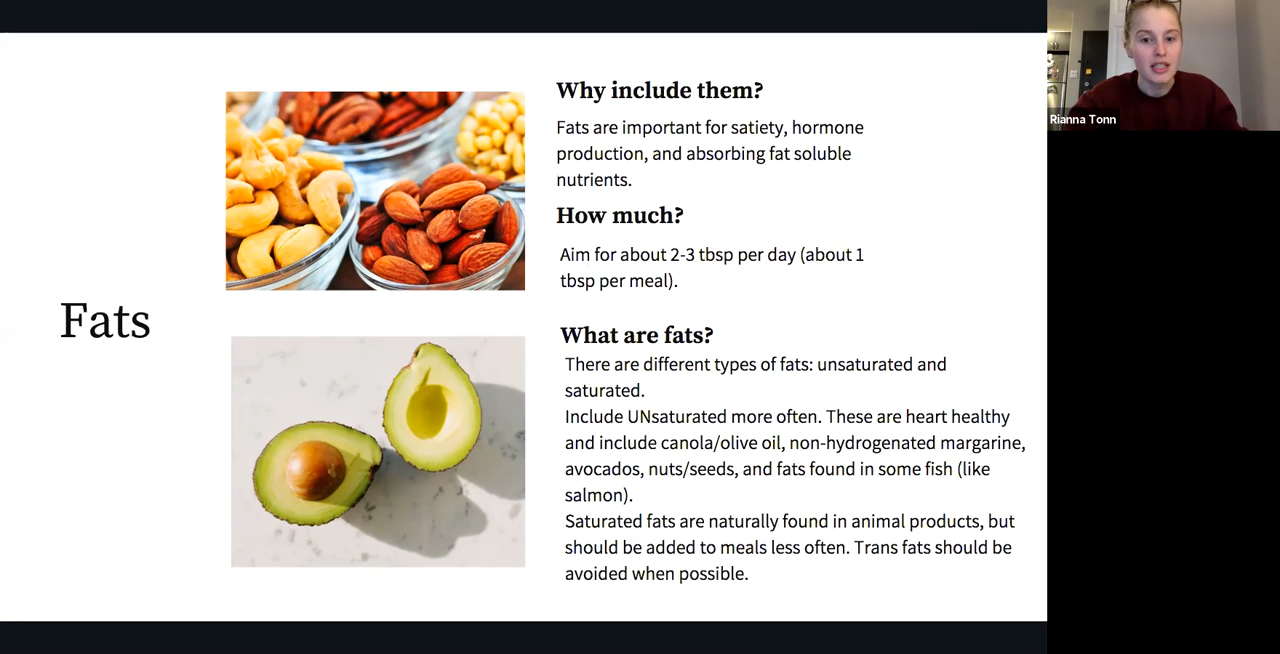 Fats
Why include them?
Fats are important for satiety, hormone
production, and absorbing fat soluble
nutrients.
How much?
Aim for about 2-3 tbsp per day (about 1
tbsp per meal).
What are fats?
There are different types of fats: unsaturated and
saturated.
Include UNsaturated more often. These are heart healthy
and include canola/olive oil, non-hydrogenated margarine,
avocados, nuts/seeds, and fats found in some fish (like
salmon).
Saturated fats are naturally found in animal products, but
should be added to meals less often. Trans fats should be
avoided when possible.
Rianna Tonn